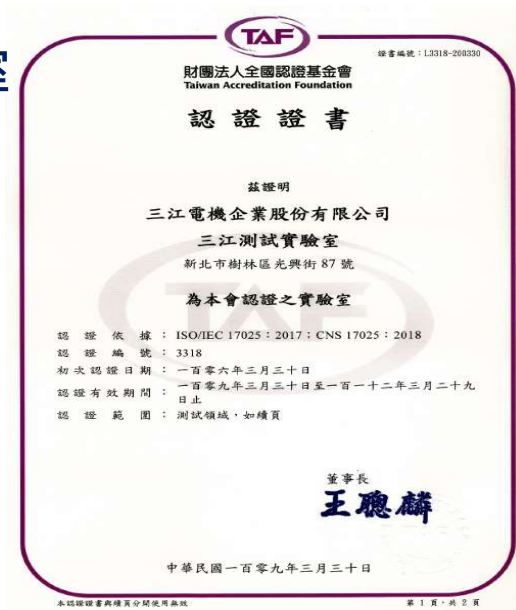 室
TAF
證書編號：L3318-200330
財團法人全國認證基金會
Taiwan Accreditation Foundation
認證證書
茲證明
三江電機企業股份有限公司
三江測試實驗室
新北市樹林區光興街 87 號
為本會認證之實驗室
認證依據：ISO/IEC 17025：2017；CNS 17025：2018
認證編號：3318
初次認證日期：一百零六年三月三十日
認證有效期間：一百零九年三月三十日至一百一十二年三月二十九
日止
認證範圍：測試領域，如續頁
董事長
王聰麟
中華民國一百零九年三月三十日
本認證證書與續頁分開使用無效
第 1 頁，共 2 頁